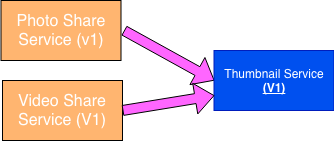 Photo Share
Service (v1)
Video Share
Service (V1)
Thumbnail Service
(V1)